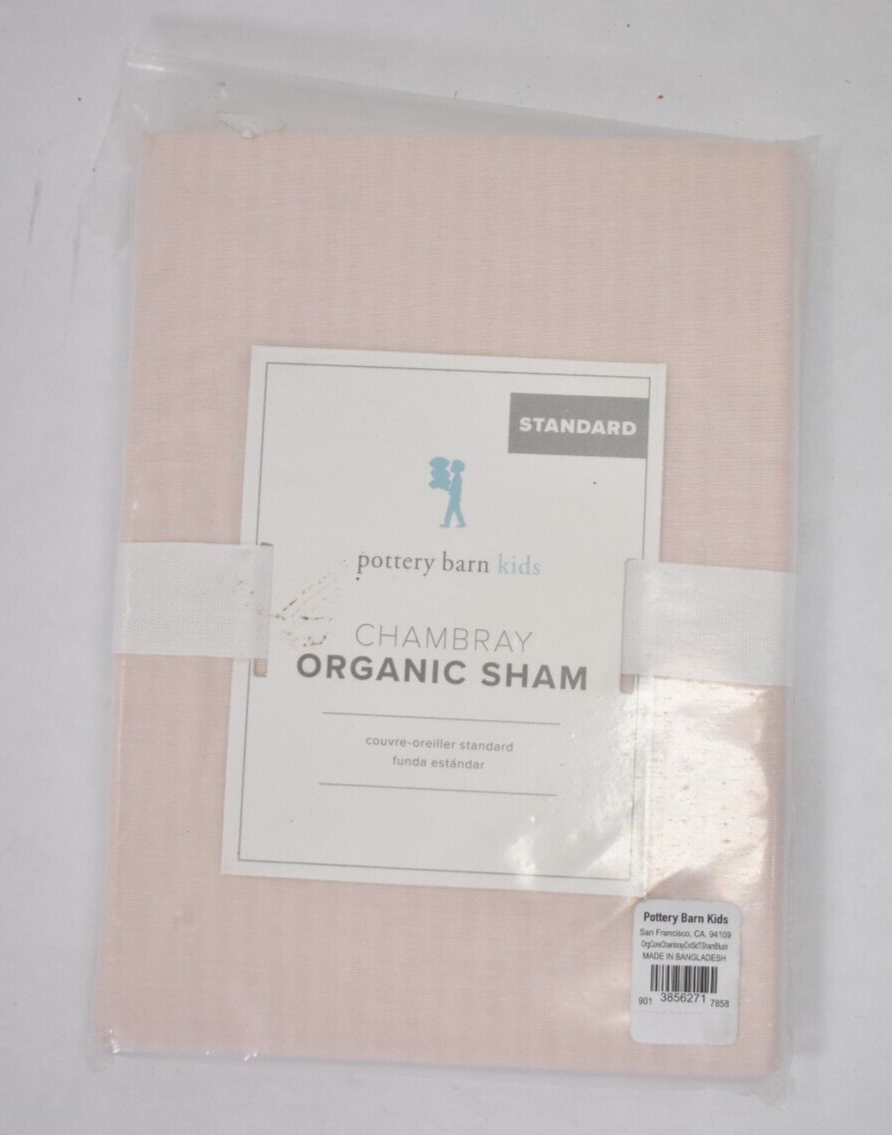 STANDARD
pottery barn kids
CHAMBRAY
ORGANIC SHAM
couvre-oreiller standard
funda estándar
Pottery Barn Kids
San Francisco, CA. 94109
MADE IN BANGLADESH
901 3856271 7858